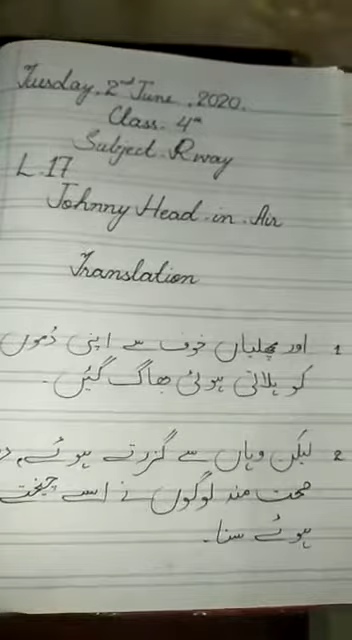 Tuesday, 2nd June, 2020.
Class. 4th
Subject. Rway
L. 17
Johnny Head. in. Air
Translation
1 اور مچھلیاں خوف سے اپنی دُموں
کو ہلاتی ہوئی بھاگ گئیں۔
2 لیکن وہاں سے گزرتے ہوئے، د
صحت مند لوگوں نے اسے چیختے
ہوئے سنا۔